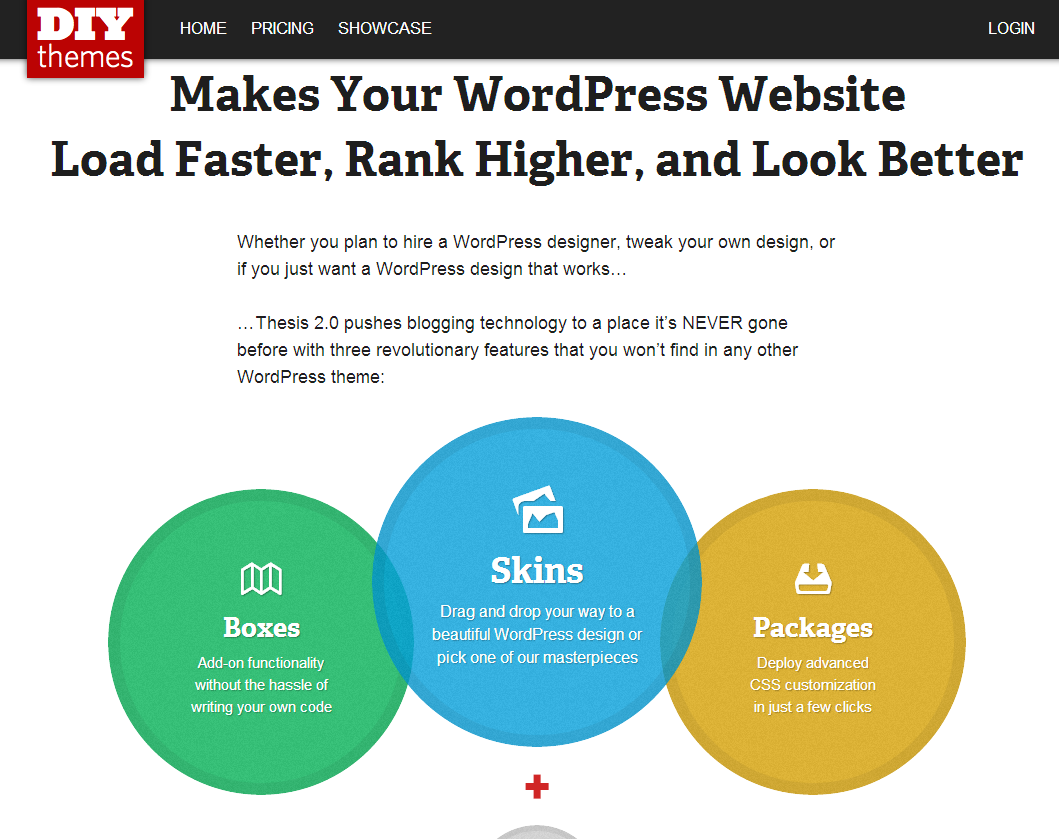 DIY
themes
HOME
PRICING
SHOWCASE
LOGIN
Makes Your WordPress Website
Load Faster, Rank Higher, and Look Better
Whether you plan to hire a WordPress designer, tweak your own design, or
if you just want a WordPress design that works…
…Thesis 2.0 pushes blogging technology to a place it’s NEVER gone
before with three revolutionary features that you won’t find in any other
WordPress theme:
Boxes
Add-on functionality
without the hassle of
writing your own code
Skins
Drag and drop your way to a
beautiful WordPress design or
pick one of our masterpieces
Packages
Deploy advanced
CSS customization
in just a few clicks